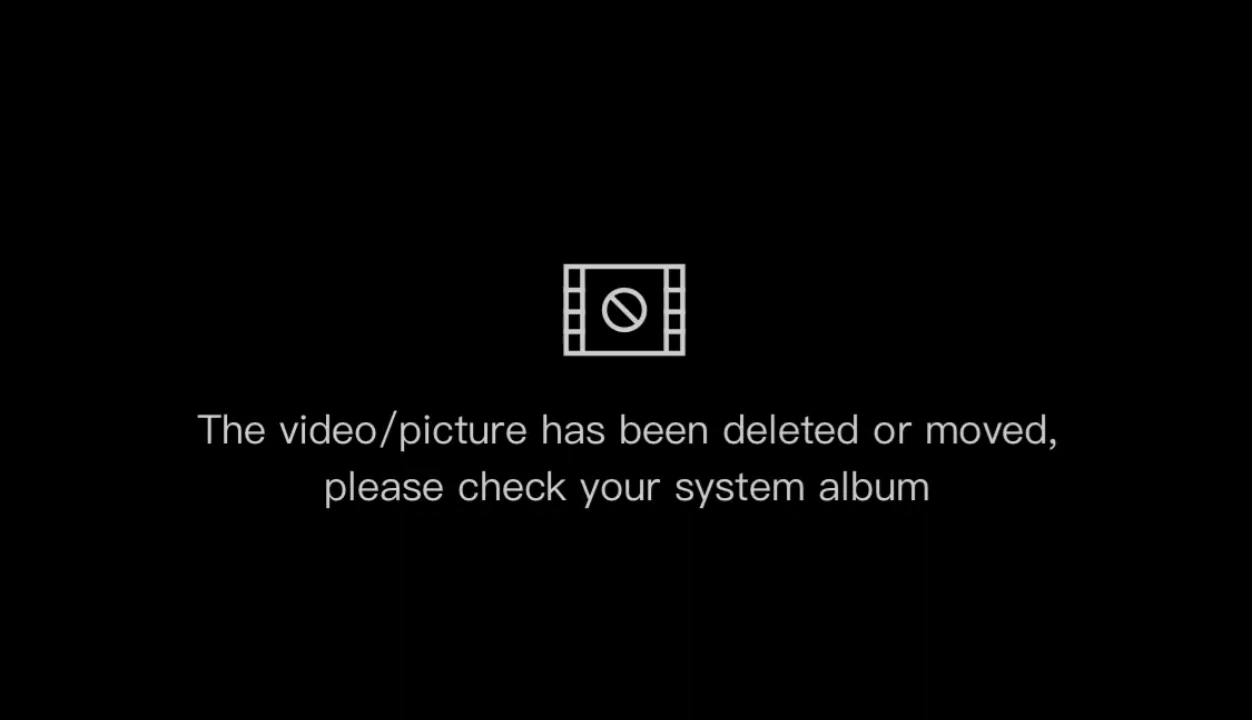 The video/picture has been deleted or moved,
please check your system album